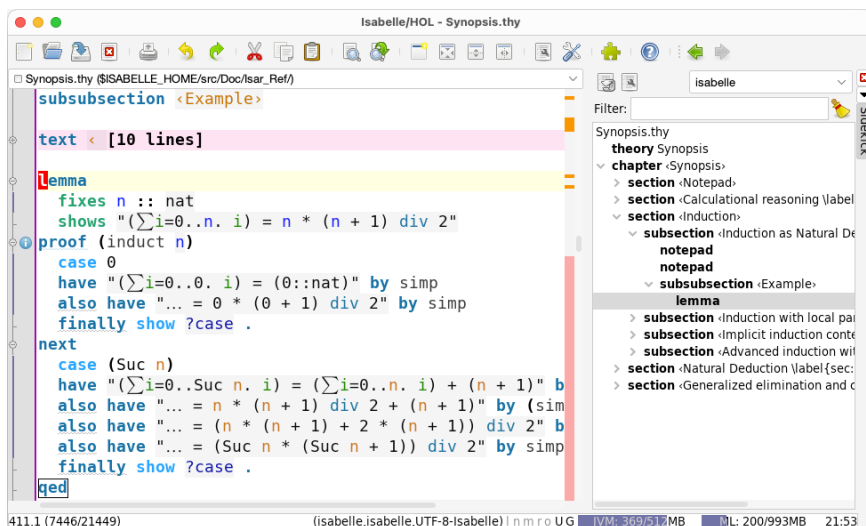 Isabelle/HOL - Synopsis.thy
Synopsis.thy ($ISABELLE_HOME/src/Doc/Isar_Ref/)
subsubsection ‹Example›
text ‹ [10 lines]
lemma
fixes n :: nat
shows "(∑i=0..n. i) = n * (n + 1) div 2"
proof (induct n)
case 0
have "(∑i=0..0. i) = (0::nat)" by simp
also have "… = 0 * (0 + 1) div 2" by simp
finally show ?case .
next
case (Suc n)
have "(∑i=0..Suc n. i) = (∑i=0..n. i) + (n + 1)" b
also have "… = n * (n + 1) div 2 + (n + 1)" by (sim
also have "… = (n * (n + 1) + 2 * (n + 1)) div 2" b
also have "… = (Suc n * (Suc n + 1)) div 2" by simp
finally show ?case .
qed
isabelle
Filter:
Synopsis.thy
theory Synopsis
chapter ‹Synopsis›
section ‹Notepad›
section ‹Calculational reasoning \label
section ‹Induction›
subsection ‹Induction as Natural De
notepad
notepad
subsubsection ‹Example›
lemma
subsection ‹Induction with local par
subsection ‹Implicit induction conte
subsection ‹Advanced induction wit
section ‹Natural Deduction \label{sec:
section ‹Generalized elimination and c
Sidekick
411.1 (7446/21449)
(isabelle,isabelle,UTF-8-Isabelle) l n m r o U G
JVM: 369/512MB
ML: 200/993MB
21:53